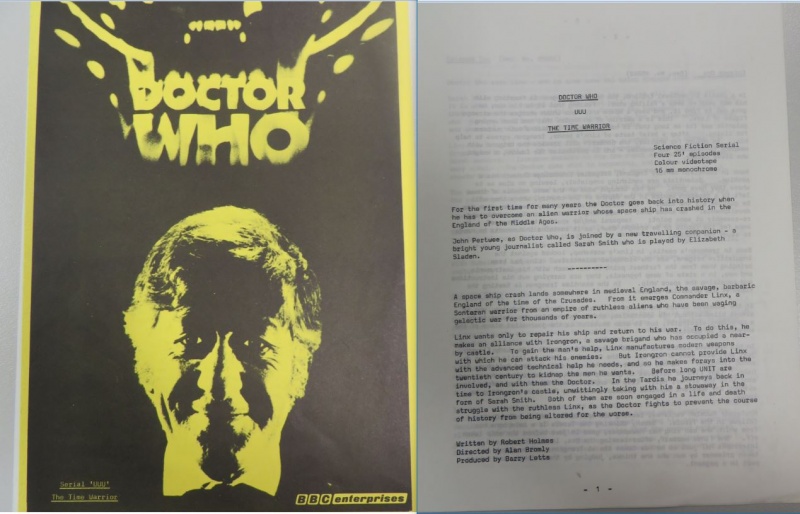 DOCTOR
WHO
Serial 'UUU'
The Time Warrior
BBC enterprises
DOCTOR WHO
UUU
THE TIME WARRIOR
Science Fiction Serial
Four 25' episodes
Colour videotape
16 mm monochrome
For the first time for many years the Doctor goes back into history when
he has to overcome an alien warrior whose space ship has crashed in the
England of the Middle Ages.
John Pertwee, as Doctor Who, is joined by a new travelling companion - a
bright young journalist called Sarah Smith who is played by Elizabeth
Sladen.
----------
A space ship crash lands somewhere in medieval England, the savage, barbaric
England of the time of the Crusades. From it emerges Commander Linx, a
Sontaran warrior from an empire of ruthless aliens who have been waging
galactic war for thousands of years.
Linx wants only to repair his ship and return to his war. To do this, he
makes an alliance with Irongron, a savage brigand who has occupied a near-
by castle. To gain the man's help, Linx manufactures modern weapons
with which he can attack his enemies. But Irongron cannot provide Linx
with the advanced technical help he needs, and so he makes forays into the
twentieth century to kidnap the men he wants. Before long UNIT are
involved, and with them the Doctor. In the Tardis he journeys back in
time to Irongron's castle, unwittingly taking with him a stowaway in the
form of Sarah Smith. Both of them are soon engaged in a life and death
struggle with the ruthless Linx, as the Doctor fights to prevent the course
of history from being altered for the worse.
Written by Robert Holmes
Directed by Alan Bromly
Produced by Barry Letts
- 1 -